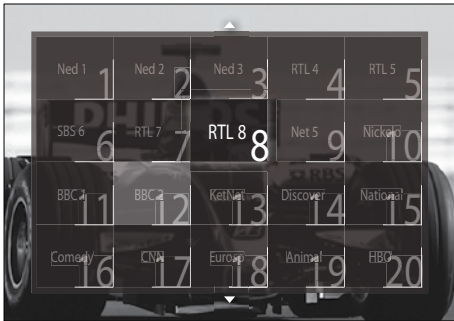 Ned 1 1 Ned 2 2 Ned 3 3 RTL 4 4 RTL 5 5
SBS 6 6 RTL 7 7 RTL 8 8 Net 5 9 Nickelo 10
BBC 1 11 BBC 2 12 KetNet 13 Discover 14 National 15
Comedy 16 CNN 17 Europ 18 Animal 19 HBO 20
RBS